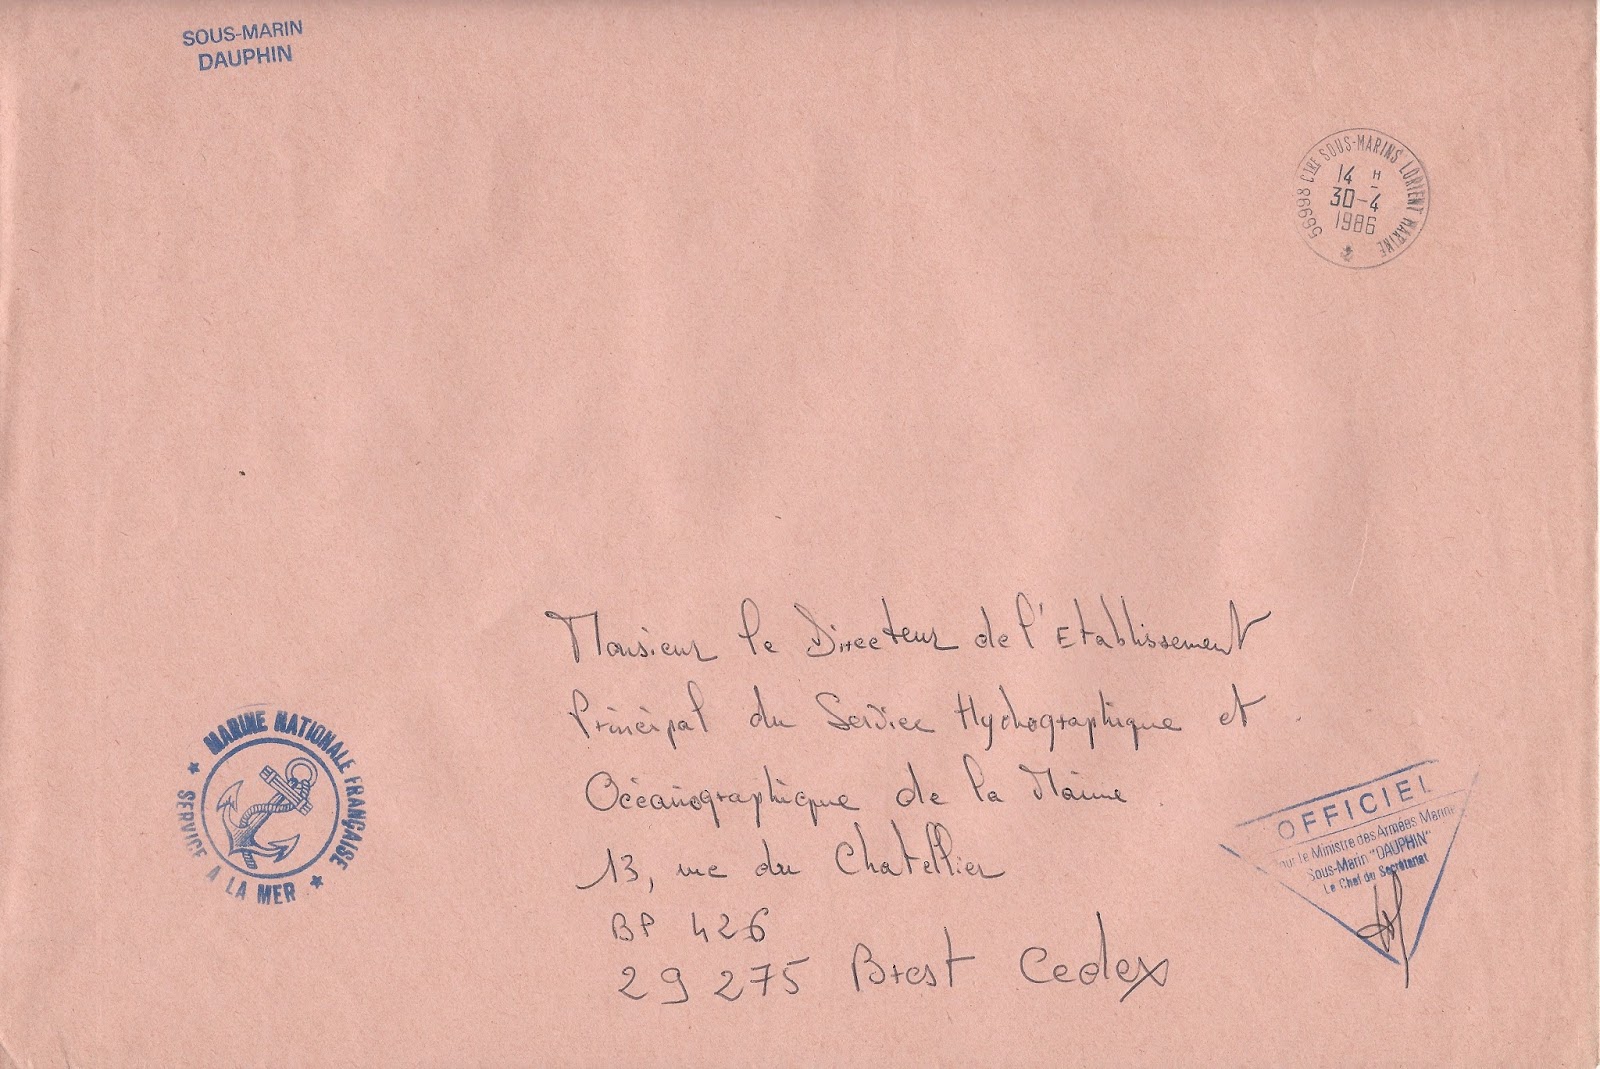 SOUS-MARIN
DAUPHIN
56998 CTRE SOUS-MARINS LORIENT MARINE
14 H
30-4
1986
Monsieur le Directeur de l'Etablissement
Principal du Service Hydrographique et
Océanographique de la Marine
13, rue du Chatellier
BP 426
29275 Brest Cedex
MARINE NATIONALE FRANÇAISE
★ SERVICE A LA MER ★
OFFICIEL
Pour le Ministre des Armées Marine
Sous-Marin "DAUPHIN"
Le Chef du Secrétariat